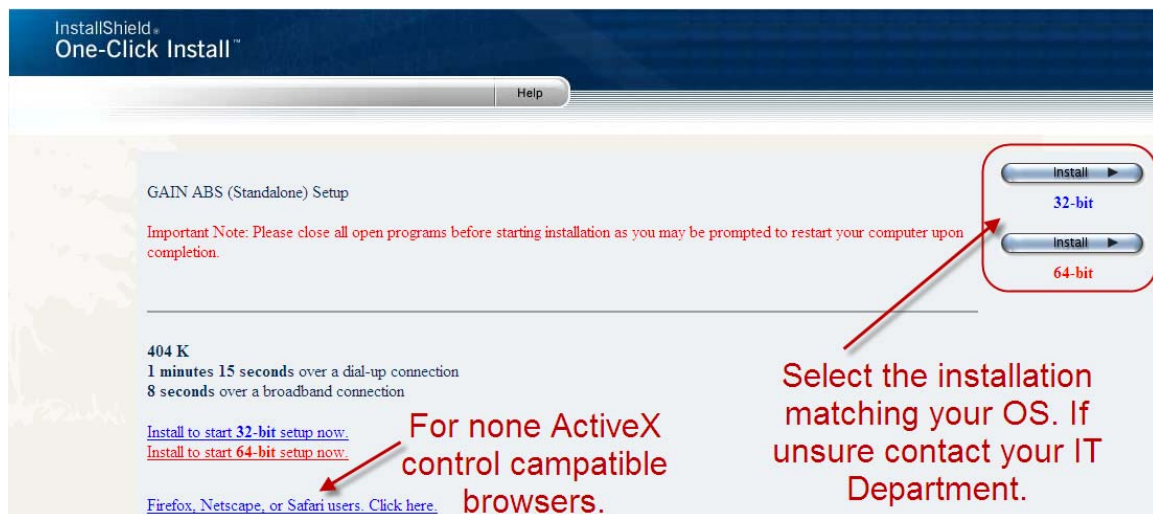 InstallShield®
One-Click Install™
Help
GAIN ABS (Standalone) Setup
Important Note: Please close all open programs before starting installation as you may be prompted to restart your computer upon
completion.
Install
32-bit
Install
64-bit
404 K
1 minutes 15 seconds over a dial-up connection
8 seconds over a broadband connection
Install to start 32-bit setup now.
Install to start 64-bit setup now.
Firefox, Netscape, or Safari users. Click here.
For none ActiveX
control campatible
browsers.
Select the installation
matching your OS. If
unsure contact your IT
Department.